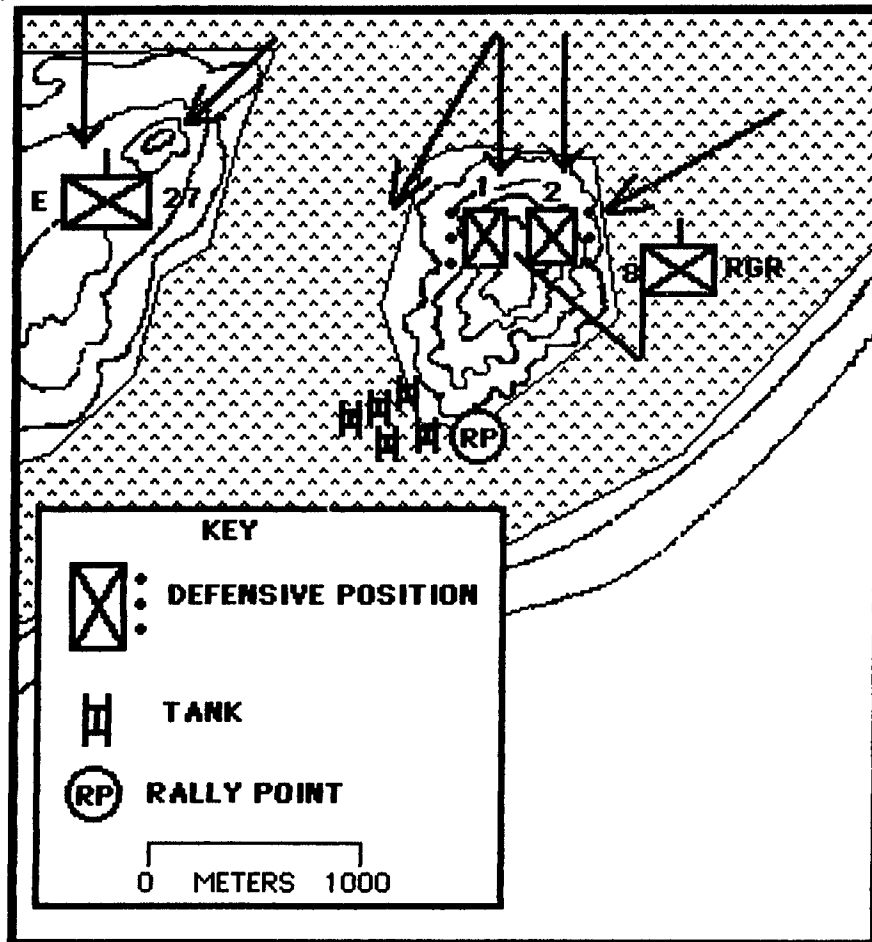 1 2
E 27
8 RGR
RP
KEY
DEFENSIVE POSITION
TANK
RP RALLY POINT
0 METERS 1000